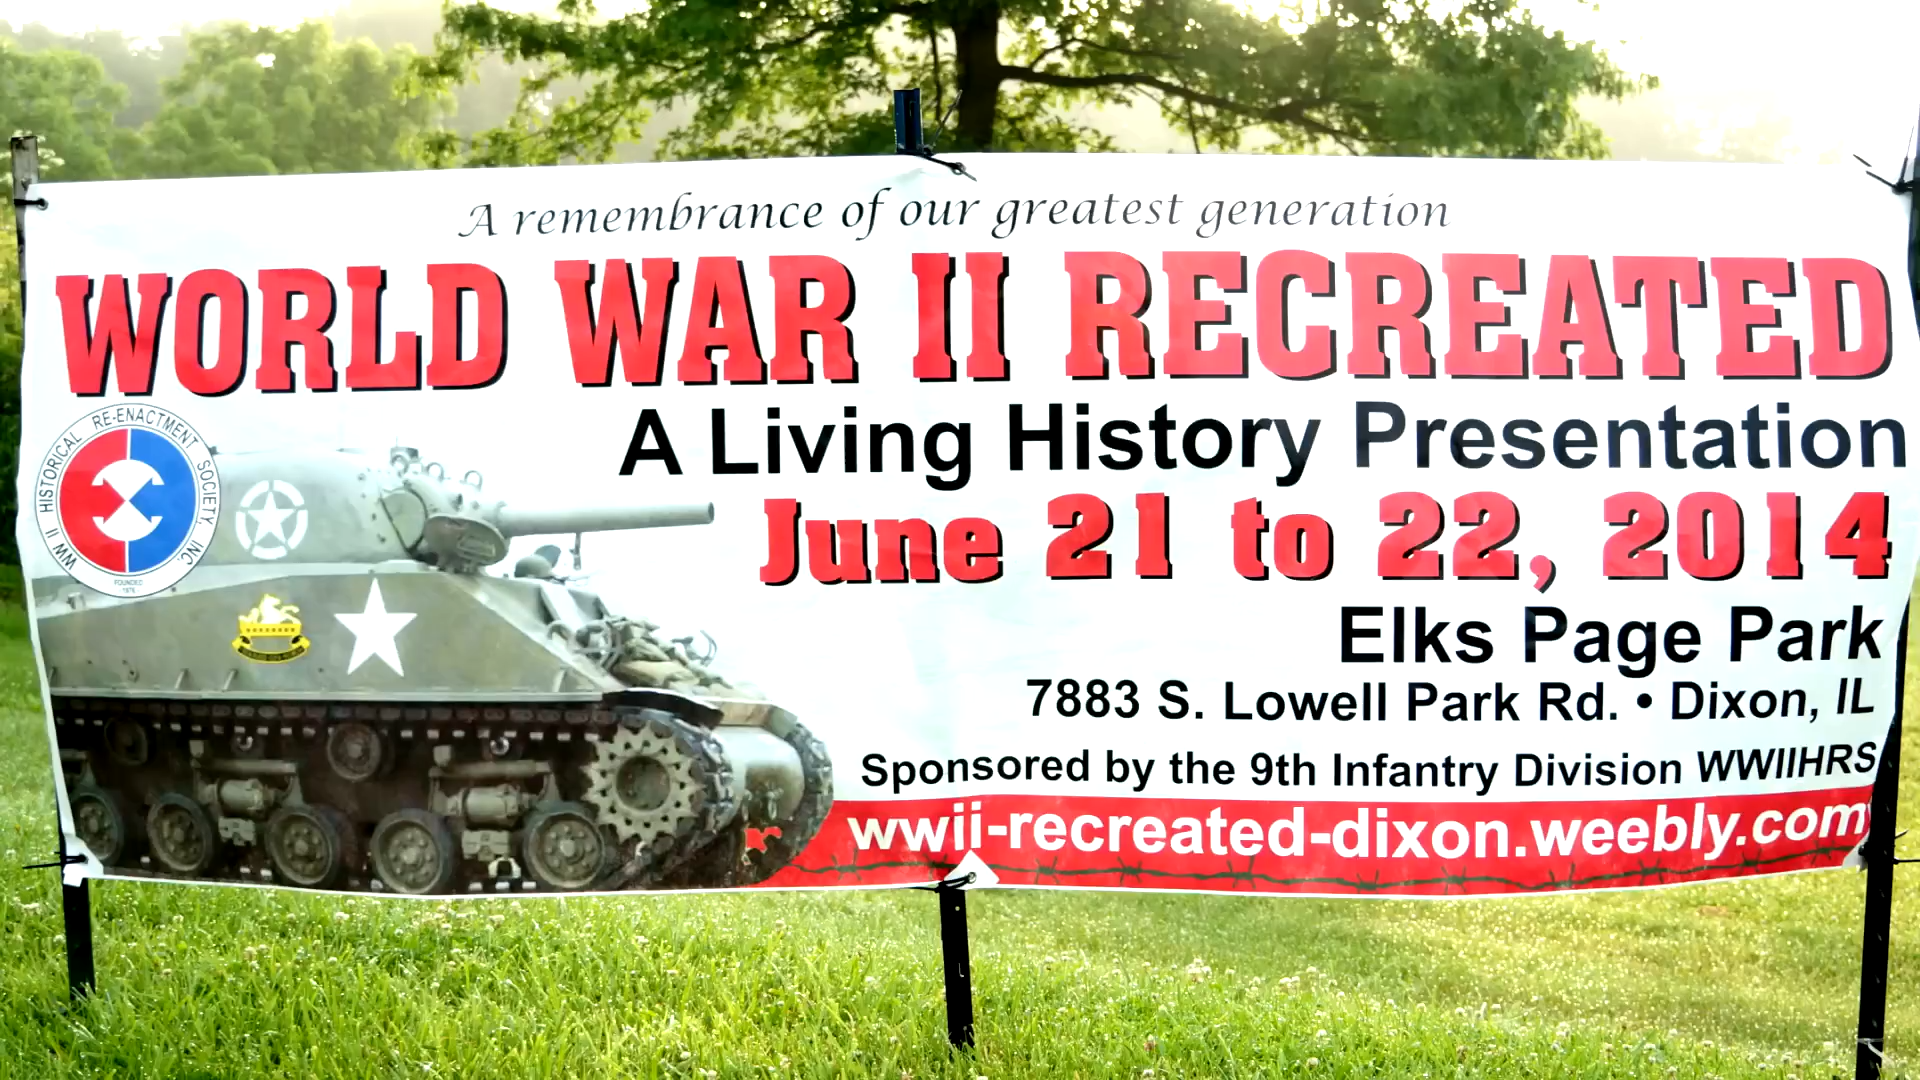 A remembrance of our greatest generation
WORLD WAR II RECREATED
A Living History Presentation
June 21 to 22, 2014
Elks Page Park
7883 S. Lowell Park Rd. • Dixon, IL
Sponsored by the 9th Infantry Division WWIIHRS
wwii-recreated-dixon.weebly.com
WW II HISTORICAL RE-ENACTMENT SOCIETY, INC.
FOUNDED